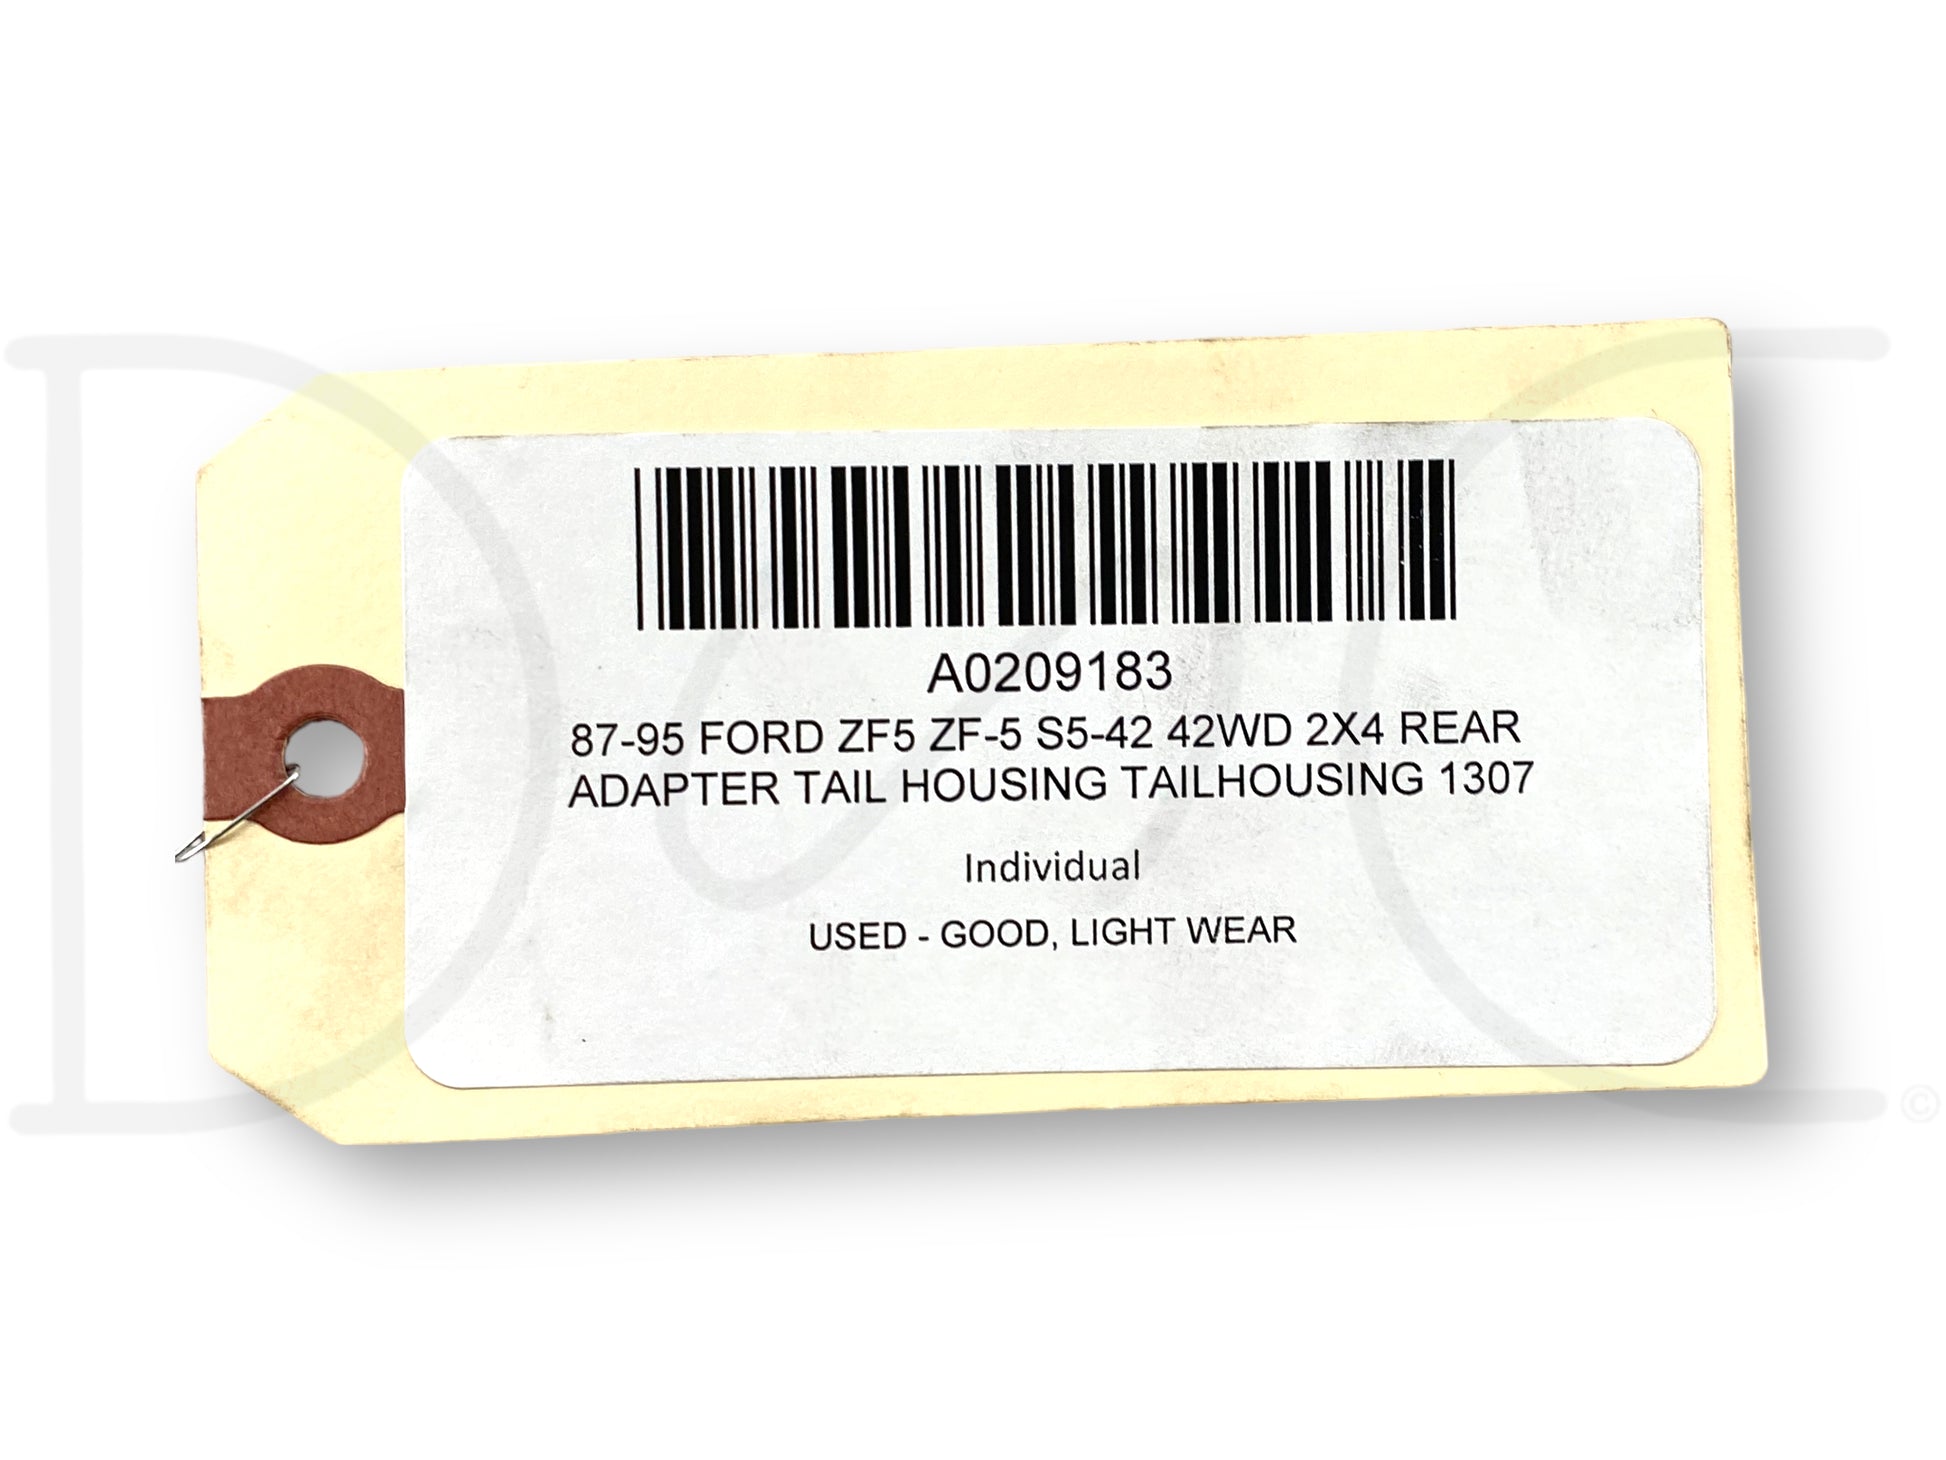 A0209183
87-95 FORD ZF5 ZF-5 S5-42 42WD 2X4 REAR
ADAPTER TAIL HOUSING TAILHOUSING 1307
Individual
USED - GOOD, LIGHT WEAR
©